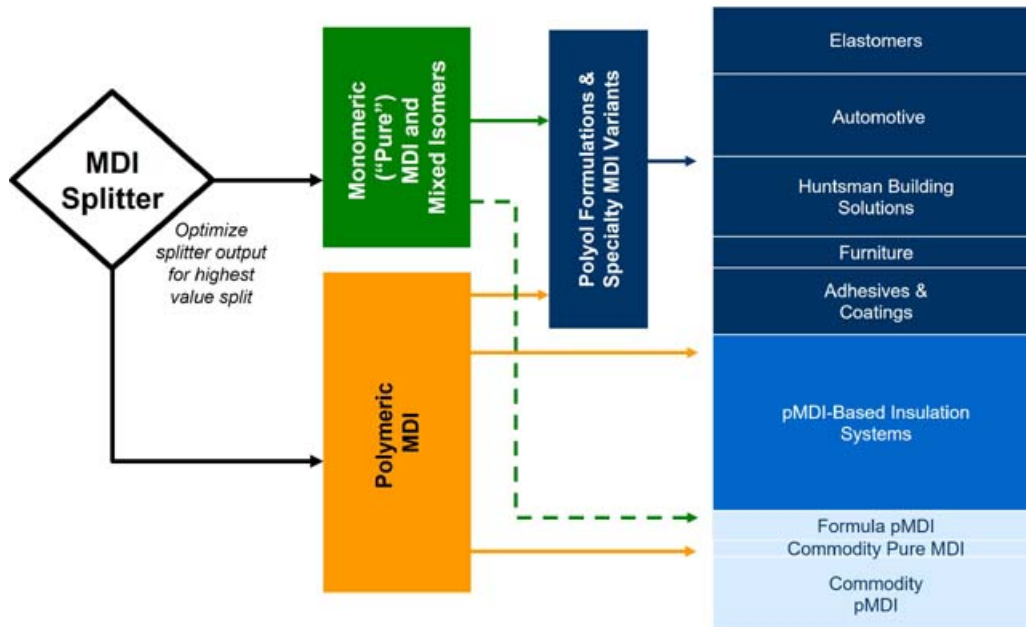 MDI
Splitter
Optimize
splitter output
for highest
value split
Monomeric
(“Pure”)
MDI and
Mixed Isomers
Polymeric
MDI
Polyol Formulations &
Specialty MDI Variants
Elastomers
Automotive
Huntsman Building
Solutions
Furniture
Adhesives &
Coatings
pMDI-Based Insulation
Systems
Formula pMDI
Commodity Pure MDI
Commodity
pMDI